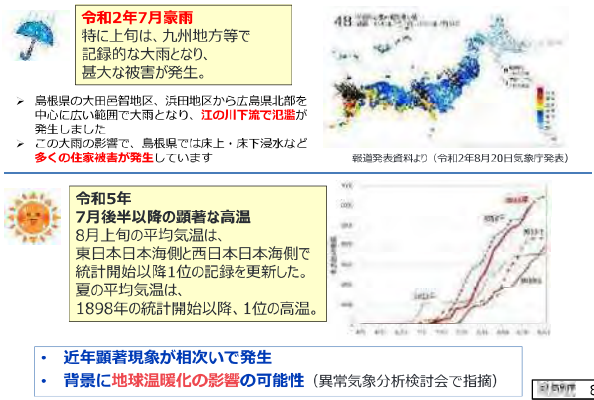 令和2年7月豪雨
特に上旬は、九州地方等で
記録的な大雨となり、
甚大な被害が発生。
➢ 島根県の大田邑智地区、浜田地区から広島県北部を
中心に広い範囲で大雨となり、江の川下流で氾濫が
発生しました
➢ この大雨の影響で、島根県では床上・床下浸水など
多くの住家被害が発生しています
48
報道発表資料より（令和2年8月20日気象庁発表）
令和5年
7月後半以降の顕著な高温
8月上旬の平均気温は、
東日本日本海側と西日本日本海側で
統計開始以降1位の記録を更新した。
夏の平均気温は、
1898年の統計開始以降、1位の高温。
• 近年顕著現象が相次いで発生
• 背景に地球温暖化の影響の可能性（異常気象分析検討会で指摘）
8